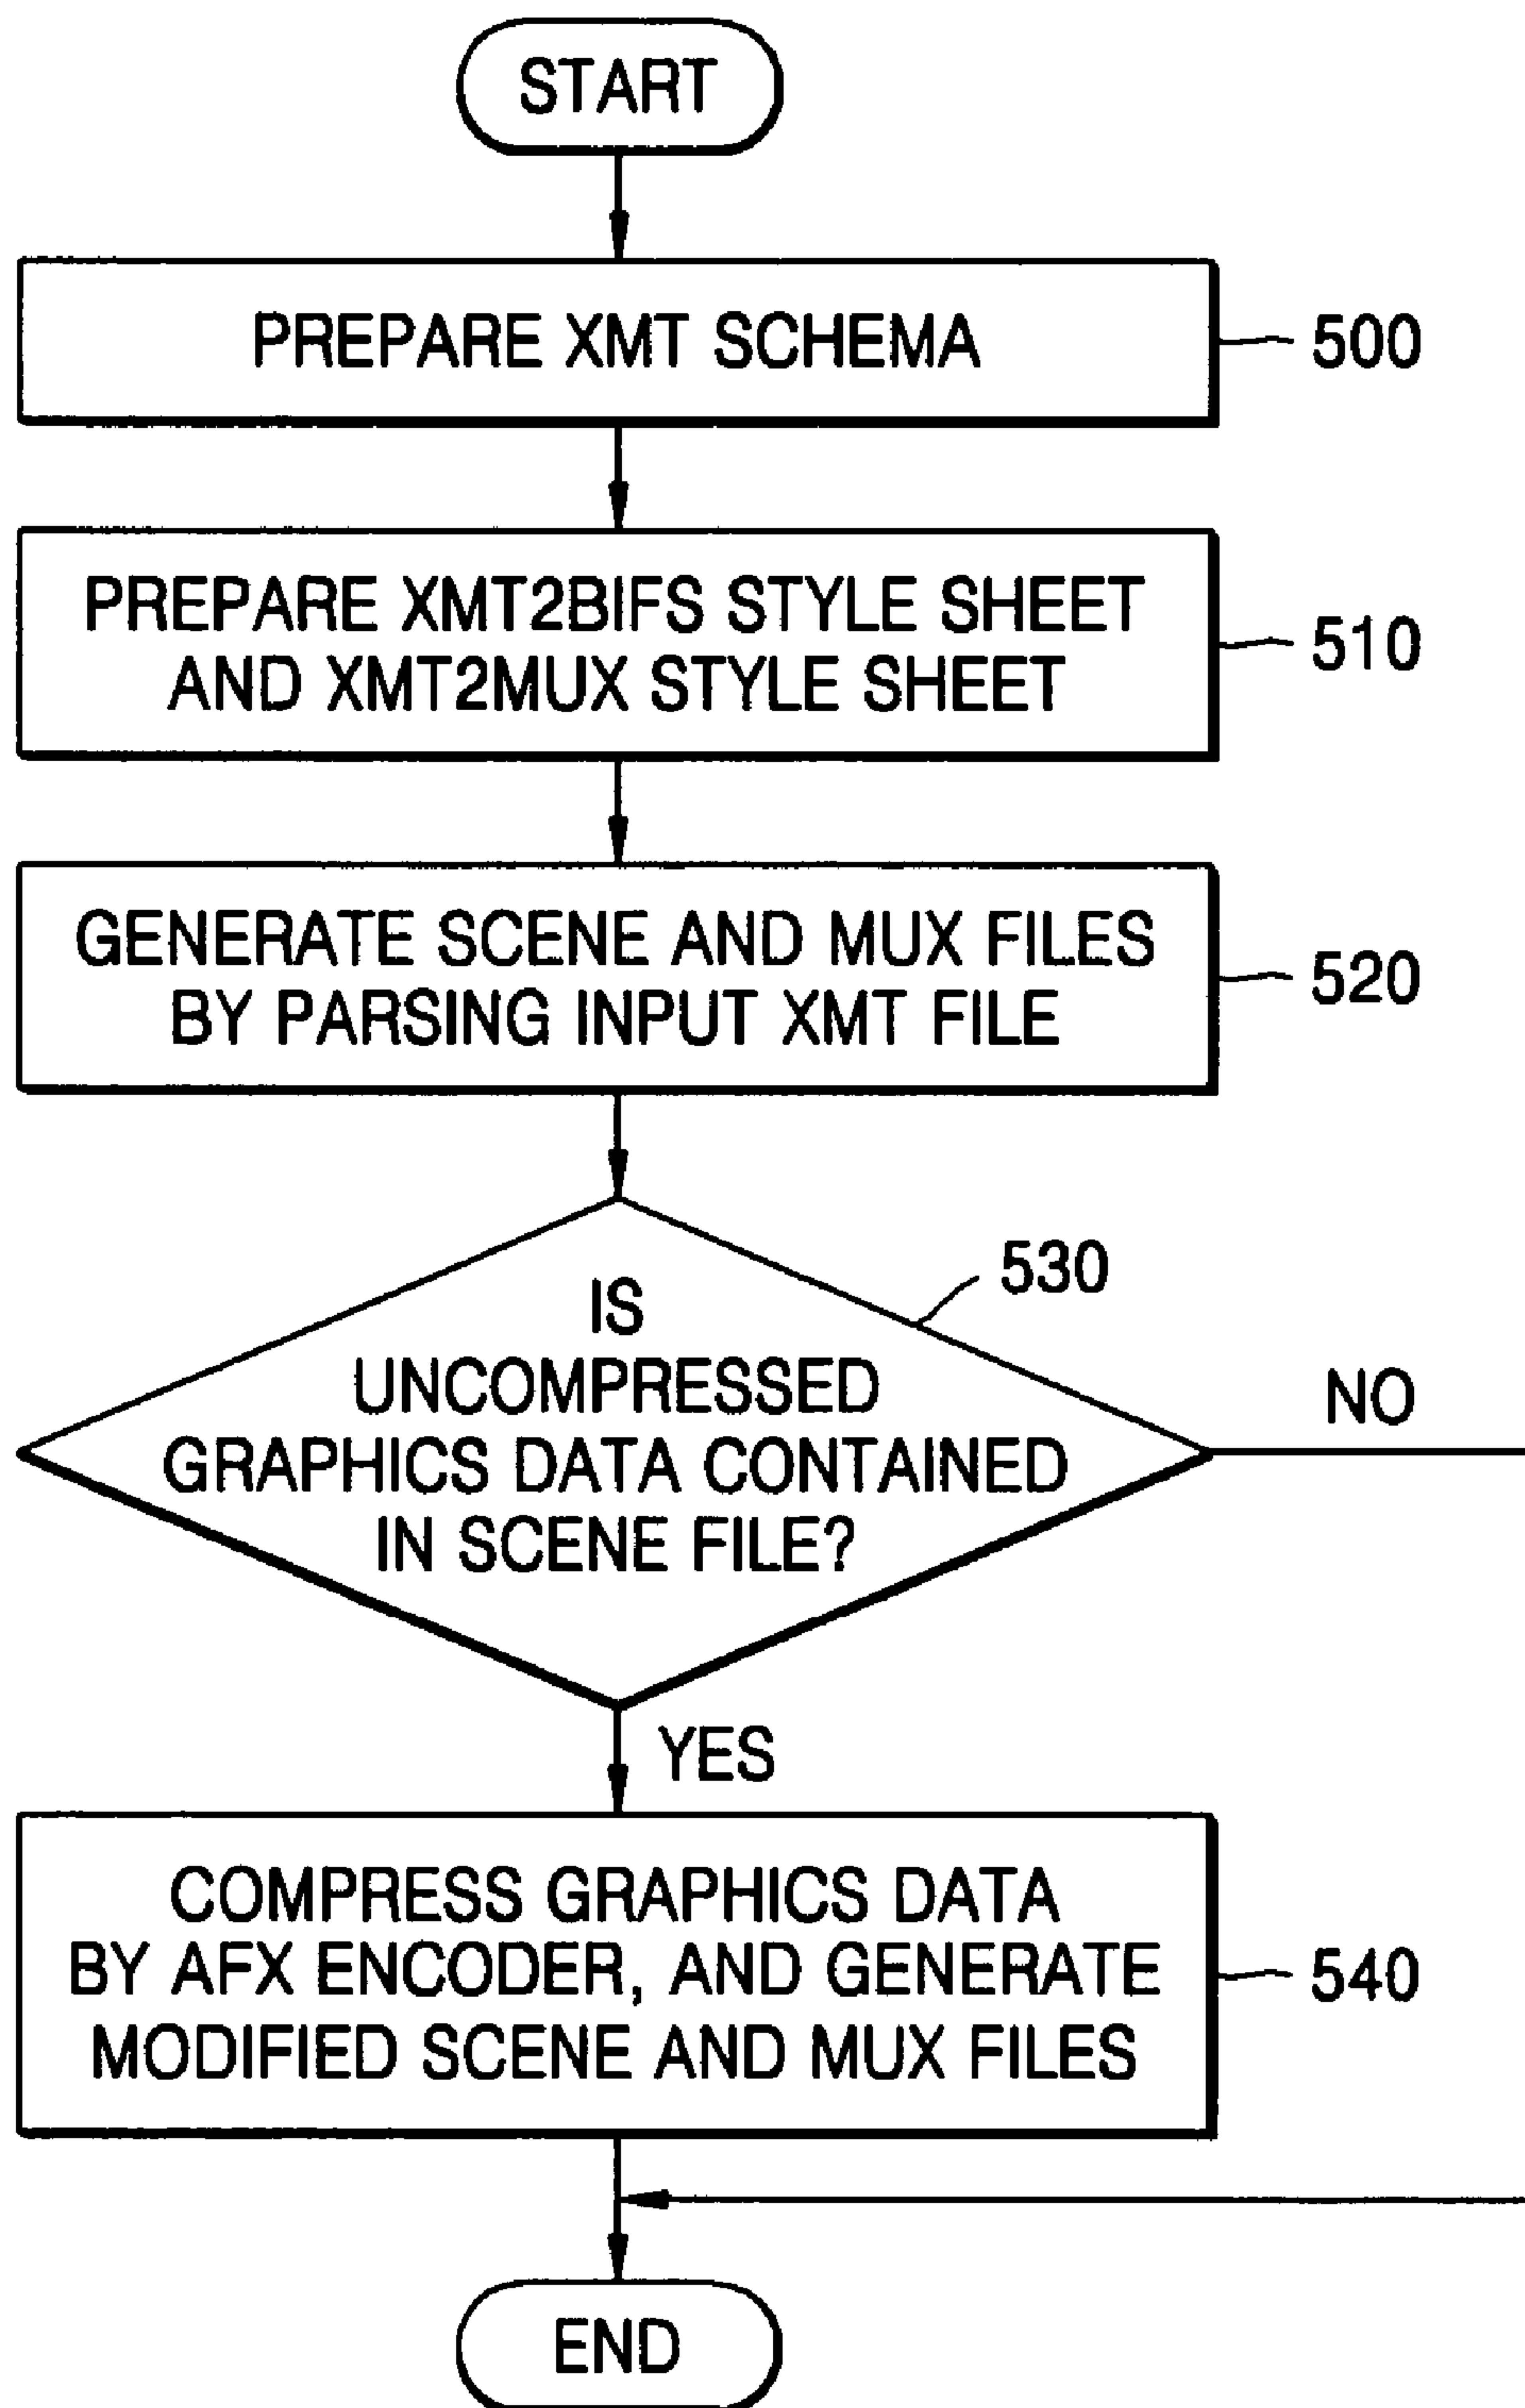 START
PREPARE XMT SCHEMA
500
PREPARE XMT2BIFS STYLE SHEET
AND XMT2MUX STYLE SHEET
510
GENERATE SCENE AND MUX FILES
BY PARSING INPUT XMT FILE
520
530
IS
UNCOMPRESSED
GRAPHICS DATA CONTAINED
IN SCENE FILE?
NO
YES
COMPRESS GRAPHICS DATA
BY AFX ENCODER, AND GENERATE
MODIFIED SCENE AND MUX FILES
540
END